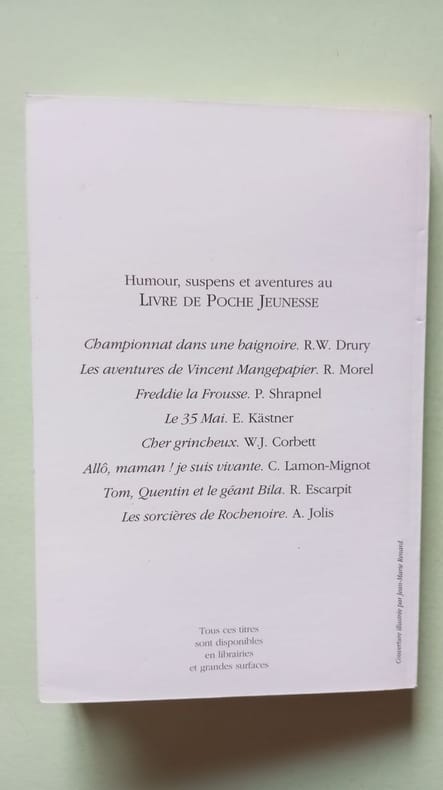 Humour, suspens et aventures au
LIVRE DE POCHE JEUNESSE
Championnat dans une baignoire. R.W. Drury
Les aventures de Vincent Mangepapier. R. Morel
Freddie la Frousse. P. Shrapnel
Le 35 Mai. E. Kästner
Cher grincheux. W.J. Corbett
Allô, maman ! je suis vivante. C. Lamon-Mignot
Tom, Quentin et le géant Bila. R. Escarpit
Les sorcières de Rochenoire. A. Jolis
Tous ces titres
sont disponibles
en librairies
et grandes surfaces
Couverture illustrée par Jean-Marie Renard.